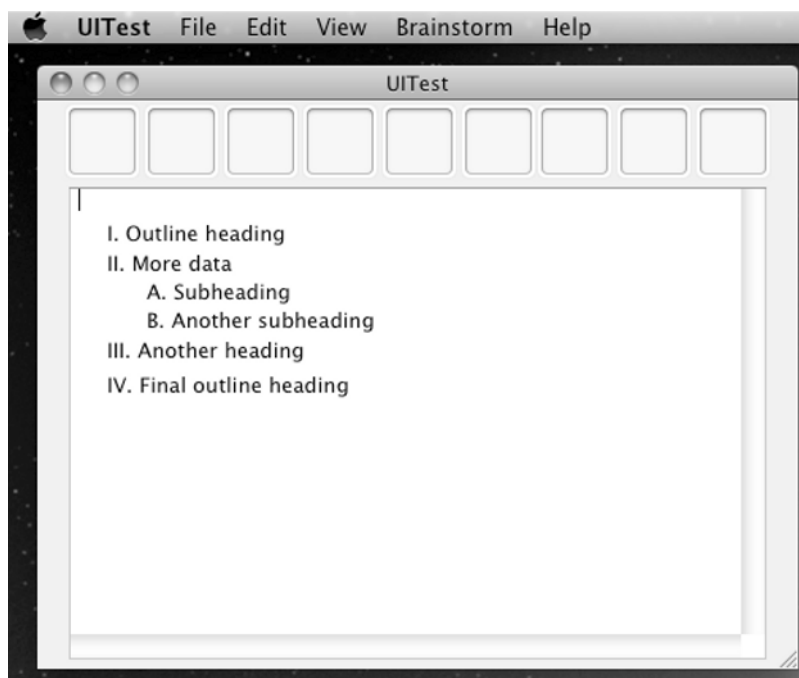 UITest File Edit View Brainstorm Help
UITest
I. Outline heading
II. More data
A. Subheading
B. Another subheading
III. Another heading
IV. Final outline heading